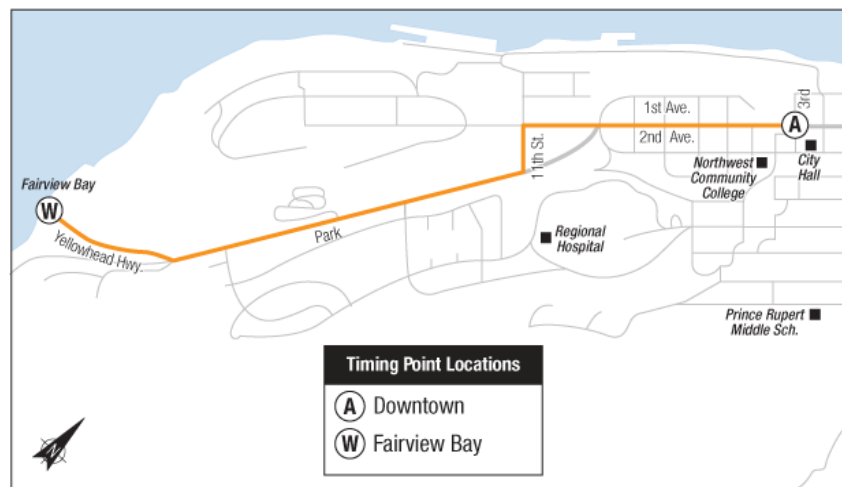 1st Ave.
3rd
A
2nd Ave.
11th St.
Northwest
Community
College
City
Hall
Fairview Bay
W
Yellowhead Hwy.
Park
Regional
Hospital
Prince Rupert
Middle Sch.
Timing Point Locations
A Downtown
W Fairview Bay
N